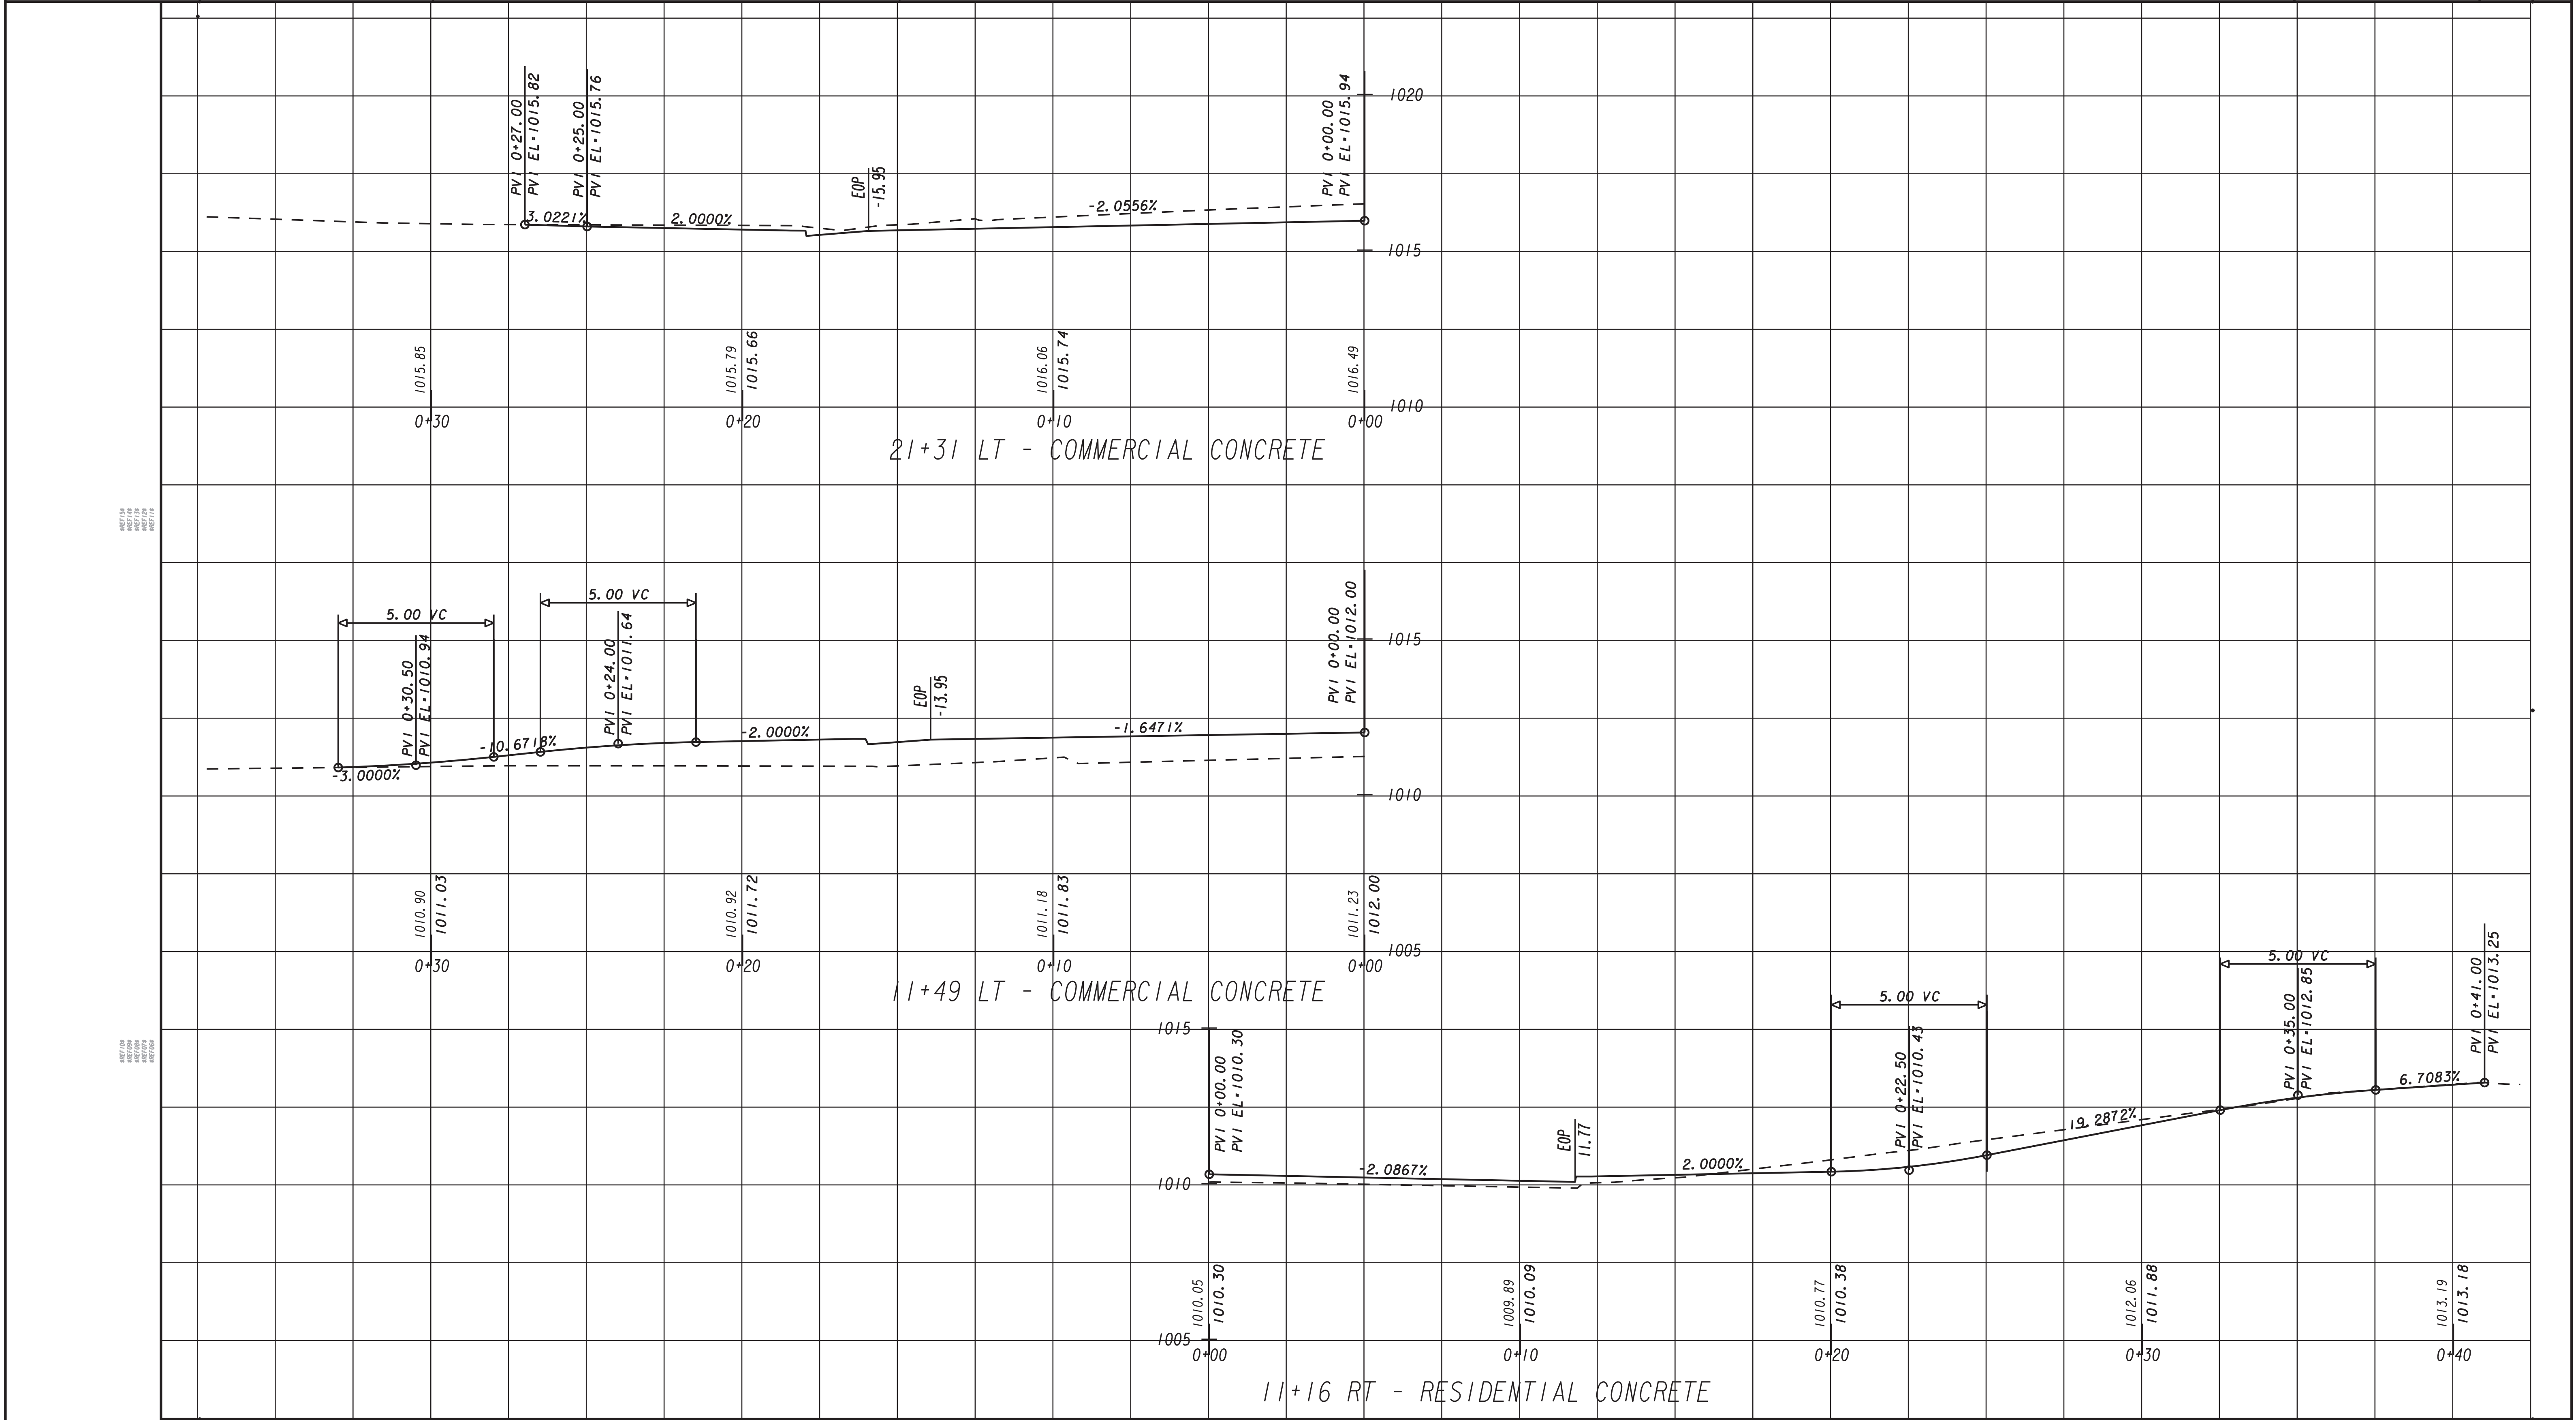 PVI 0+27.00
PVI EL=1015.82
PVI 0+25.00
PVI EL=1015.76
EOP
-15.95
PVI 0+00.00
PVI EL=1015.94
1020
3.0221%
2.0000%
-2.0556%
1015
1015.85
1015.79
1015.66
1016.06
1015.74
1016.49
1010
0+30
0+20
0+10
0+00
21+31 LT - COMMERCIAL CONCRETE
5.00 VC
5.00 VC
PVI 0+30.50
PVI EL=1010.94
PVI 0+24.00
PVI EL=1011.64
EOP
-13.95
PVI 0+00.00
PVI EL=1012.00
1015
-3.0000%
-10.6718%
-2.0000%
-1.6471%
1010
1010.90
1011.03
1010.92
1011.72
1011.18
1011.83
1011.23
1012.00
1005
0+30
0+20
0+10
0+00
11+49 LT - COMMERCIAL CONCRETE
1015
PVI 0+00.00
PVI EL=1010.30
EOP
11.77
5.00 VC
PVI 0+22.50
PVI EL=1010.43
5.00 VC
PVI 0+35.00
PVI EL=1012.85
PVI 0+41.00
PVI EL=1013.25
-2.0867%
2.0000%
19.2872%
6.7083%
1010
1010.05
1010.30
1009.89
1010.09
1010.77
1010.38
1012.06
1011.88
1013.19
1013.18
1005
0+00
0+10
0+20
0+30
0+40
11+16 RT - RESIDENTIAL CONCRETE